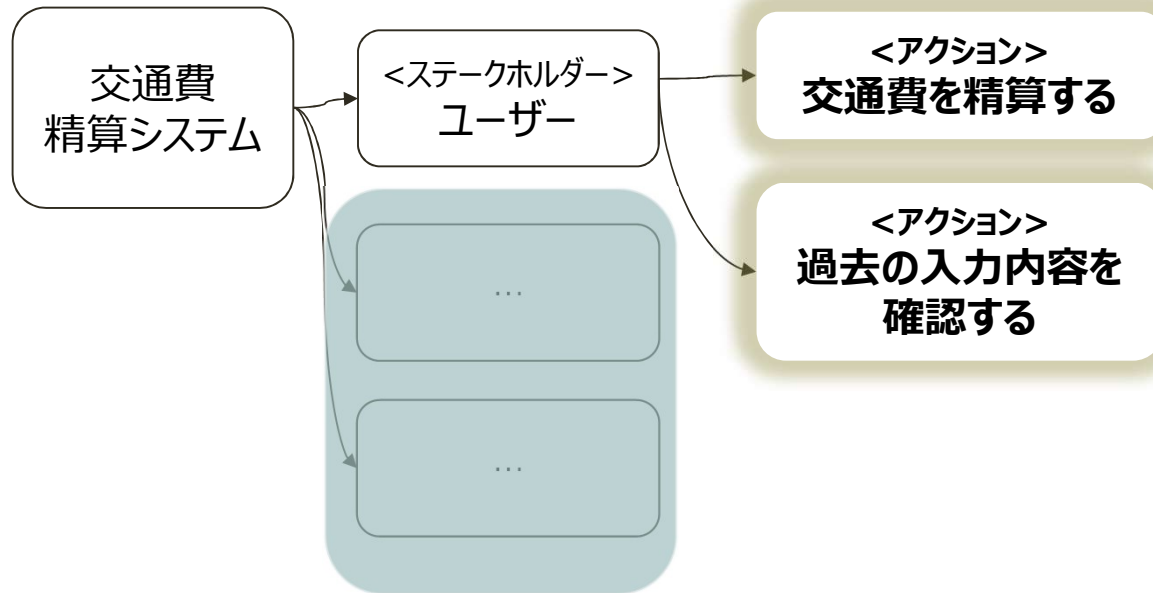 交通費
精算システム
<ステークホルダー>
ユーザー
<アクション>
交通費を精算する
<アクション>
過去の入力内容を
確認する
…
…